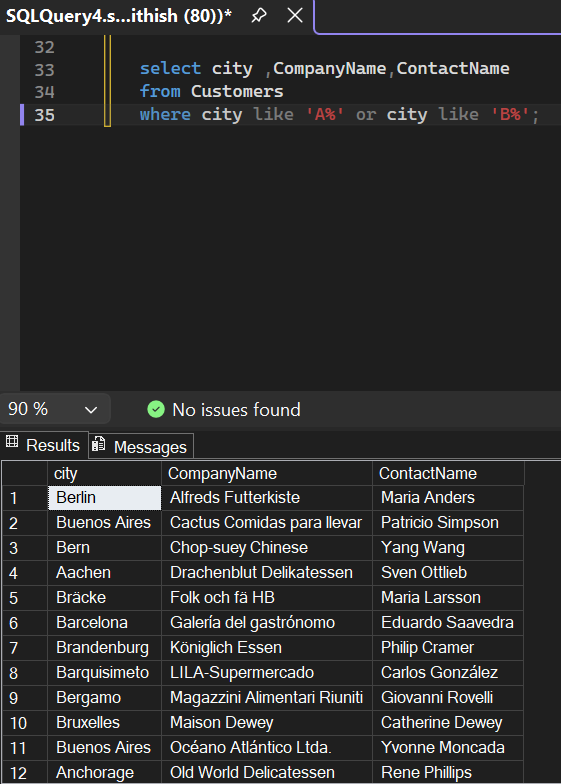 SQLQuery4.s...ithish (80))*
32
33 select city ,CompanyName,ContactName
34 from Customers
35 where city like 'A%' or city like 'B%';
90 % No issues found
Results Messages
city CompanyName ContactName
1 Berlin Alfreds Futterkiste Maria Anders
2 Buenos Aires Cactus Comidas para llevar Patricio Simpson
3 Bern Chop-suey Chinese Yang Wang
4 Aachen Drachenblut Delikatessen Sven Ottlieb
5 Bräcke Folk och fä HB Maria Larsson
6 Barcelona Galería del gastrónomo Eduardo Saavedra
7 Brandenburg Königlich Essen Philip Cramer
8 Barquisimeto LILA-Supermercado Carlos González
9 Bergamo Magazzini Alimentari Riuniti Giovanni Rovelli
10 Bruxelles Maison Dewey Catherine Dewey
11 Buenos Aires Océano Atlántico Ltda. Yvonne Moncada
12 Anchorage Old World Delicatessen Rene Phillips